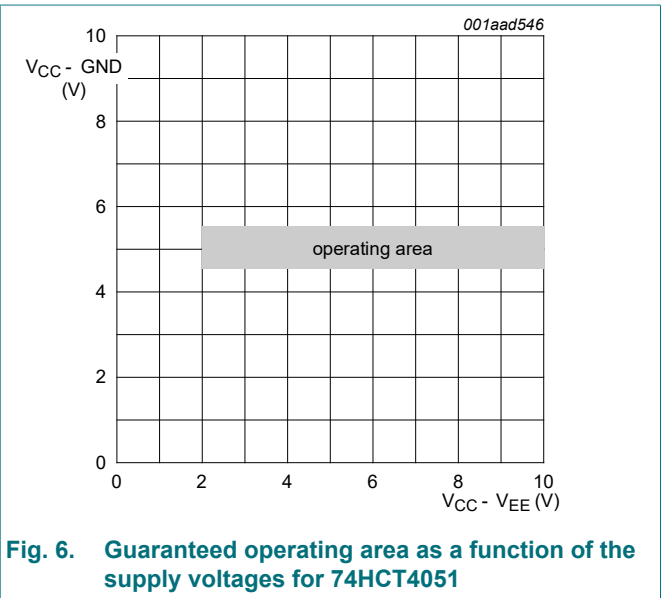 001aad546
10
VCC - GND
(V)
8
6
operating area
4
2
0
0 2 4 6 8 10
VCC - VEE (V)
Fig. 6. Guaranteed operating area as a function of the
supply voltages for 74HCT4051